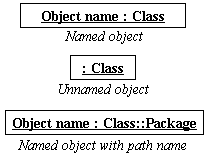 Object name : Class
Named object
: Class
Unnamed object
Object name : Class::Package
Named object with path name